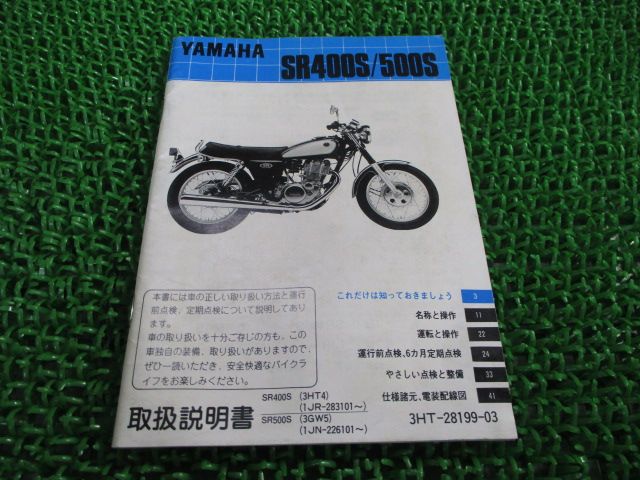 YAMAHA
SR400S/500S
本書には車の正しい取り扱い方法と運行
前点検、定期点検について説明してあり
ます。
車の取り扱いを十分ご存じの方も、この
車独自の装備、取り扱いがありますので、
ぜひ一読いただき、安全快適なバイクラ
イフをお楽しみください。
これだけは知っておきましょう 3
名称と操作 11
運転と操作 22
運行前点検、6カ月定期点検 24
やさしい点検と整備 33
仕様諸元、電装配線図 41
取扱説明書
SR400S (3HT4)
(1JR-283101~)
SR500S (3GW5)
(1JN-226101~)
3HT-28199-03